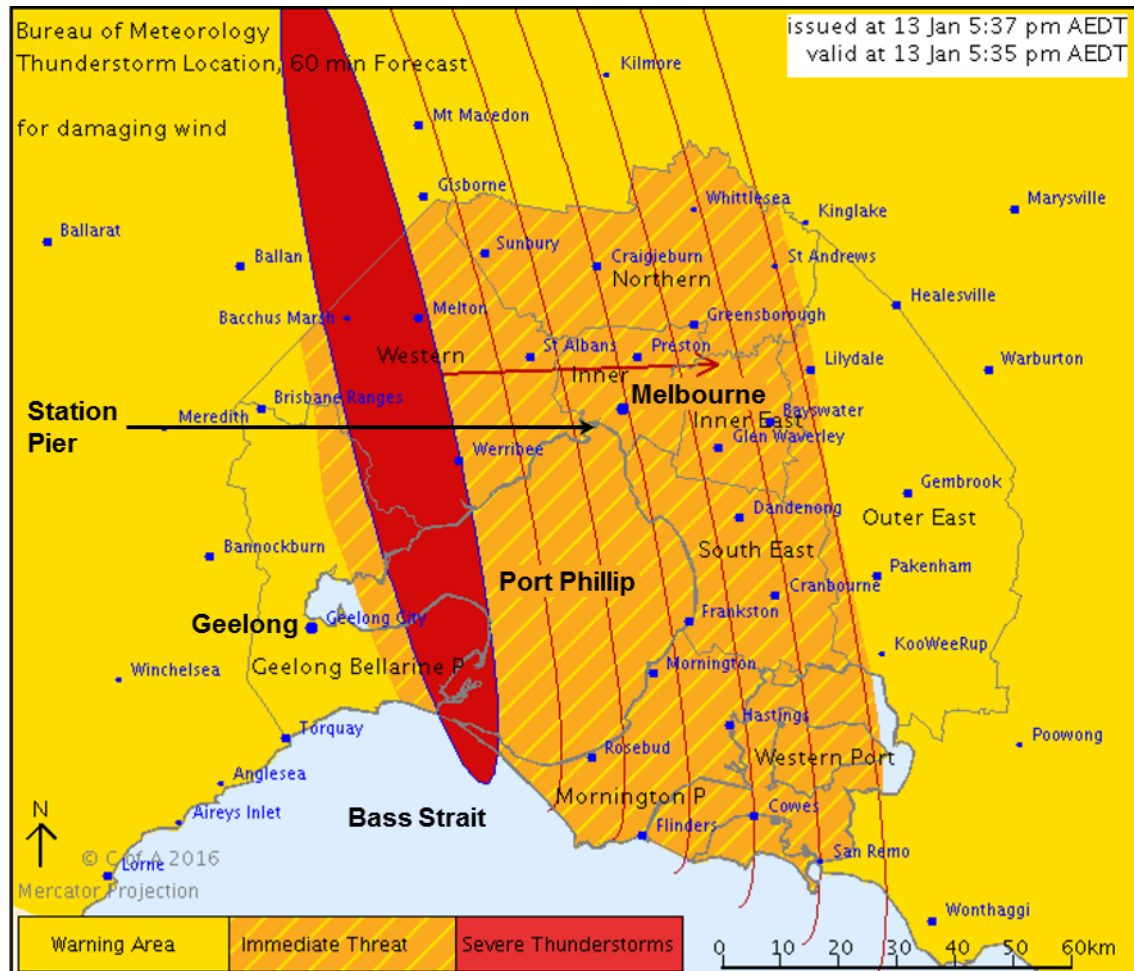 Bureau of Meteorology
Thunderstorm Location, 60 min Forecast
for damaging wind
issued at 13 Jan 5:37 pm AEDT
valid at 13 Jan 5:35 pm AEDT
Kilmore
Mt Macedon
Gisborne
Whittlesea
Kinglake
Marysville
Ballarat
Ballan
Sunbury
Craigieburn
St Andrews
Northern
Healesville
Bacchus Marsh
Melton
Greensborough
Western
St Albans
Preston
Inner
Lilydale
Warburton
Station
Pier
Meredith
Brisbane Ranges
Melbourne
Bayswater
Inner East
Glen Waverley
Werribee
Gembrook
Dandenong
Outer East
Bannockburn
South East
Pakenham
Port Phillip
Cranbourne
Geelong
Geelong City
Frankston
KooWeeRup
Winchelsea
Geelong Bellarine P
Mornington
Torquay
Hastings
Poowong
Rosebud
Western Port
Anglesea
Mornington P
Aireys Inlet
Bass Strait
Cowes
Flinders
N
San Remo
© C of A 2016
Lorne
Mercator Projection
Wonthaggi
Warning Area
Immediate Threat
Severe Thunderstorms
0 10 20 30 40 50 60km